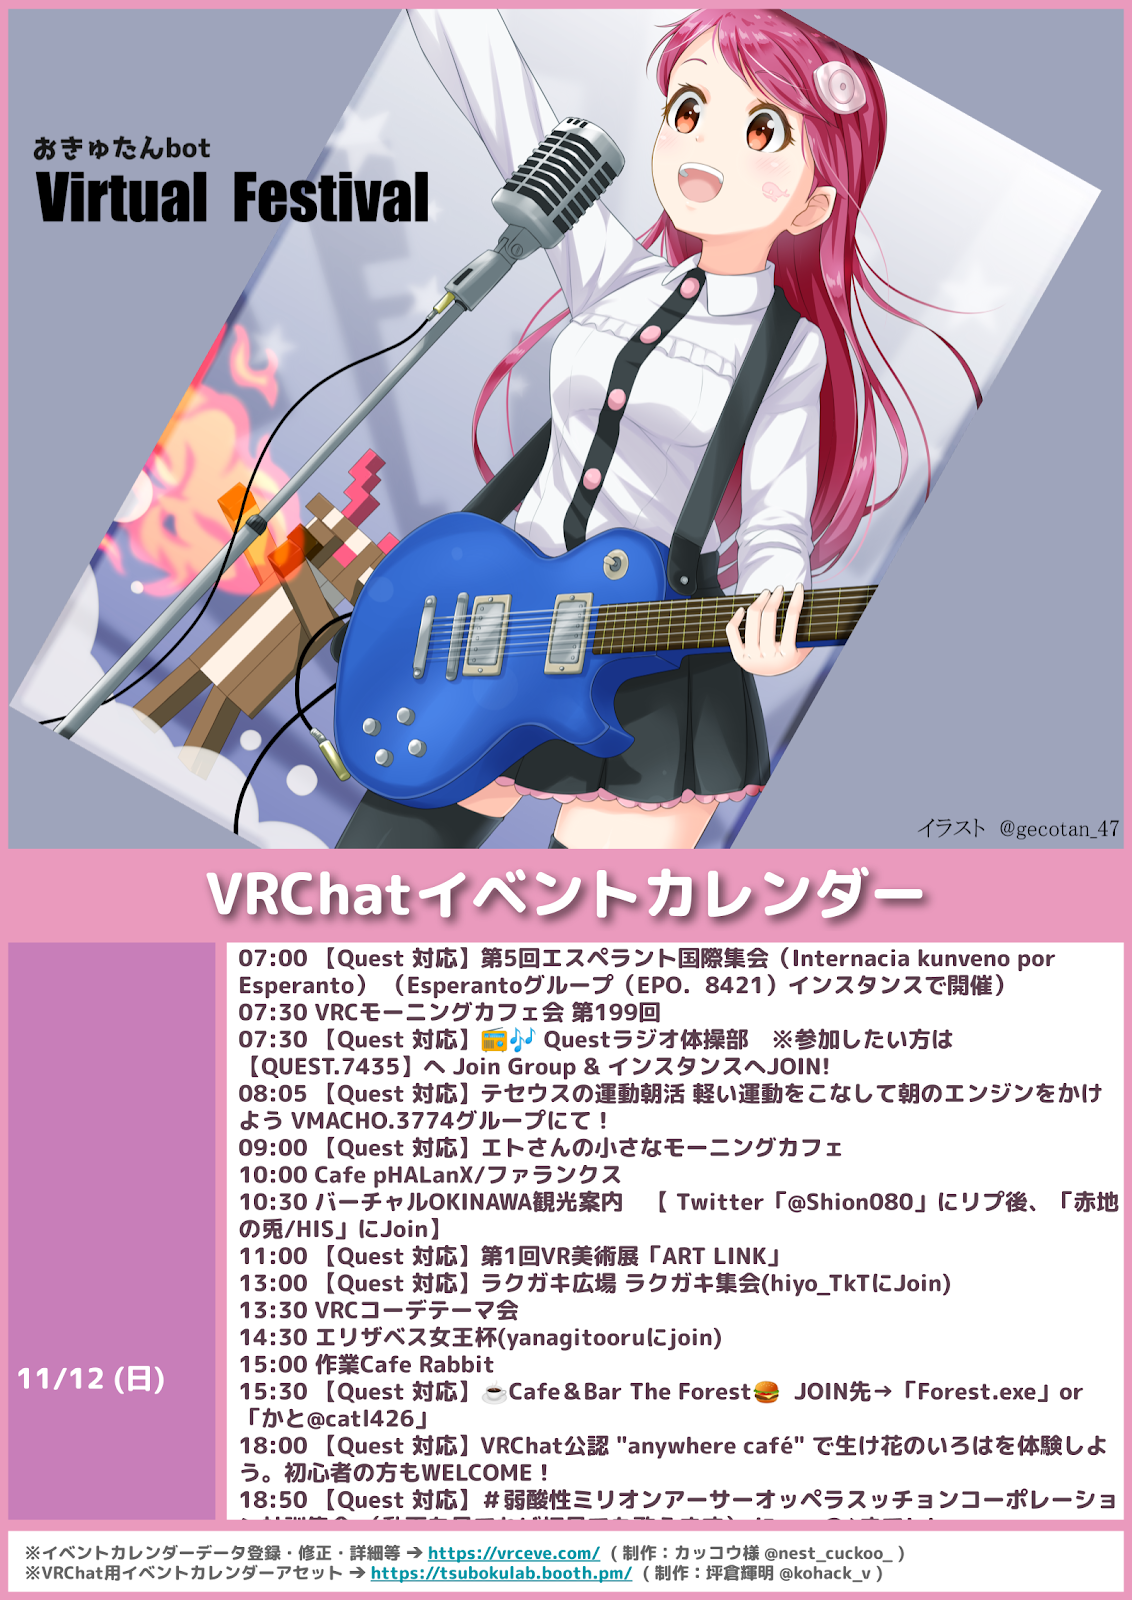 おきゅたんbot
Virtual Festival
イラスト @gecotan_47
VRChatイベントカレンダー
11/12 (日)
07:00 【Quest 対応】第5回エスペラント国際集会（Internacia kunveno por
Esperanto）（Esperantoグループ（EPO．8421）インスタンスで開催）
07:30 VRCモーニングカフェ会 第199回
07:30 【Quest 対応】📻🎶 Questラジオ体操部　※参加したい方は
【QUEST.7435】へ Join Group & インスタンスへJOIN!
08:05 【Quest 対応】テセウスの運動朝活 軽い運動をこなして朝のエンジンをかけ
よう VMACHO.3774グループにて！
09:00 【Quest 対応】エトさんの小さなモーニングカフェ
10:00 Cafe pHALanX/ファランクス
10:30 バーチャルOKINAWA観光案内　【 Twitter「@Shion080」にリプ後、「赤地
の兎/HIS」にJoin】
11:00 【Quest 対応】第1回VR美術展「ART LINK」
13:00 【Quest 対応】ラクガキ広場 ラクガキ集会(hiyo_TkTにJoin)
13:30 VRCコーデテーマ会
14:30 エリザベス女王杯(yanagitooruにjoin)
15:00 作業Cafe Rabbit
15:30 【Quest 対応】☕Cafe＆Bar The Forest🍔 JOIN先→「Forest.exe」or
「かと@catl426」
18:00 【Quest 対応】VRChat公認 "anywhere café" で生け花のいろはを体験しよ
う。初心者の方もWELCOME！
18:50 【Quest 対応】＃弱酸性ミリオンアーサーオッペラスッチョンコーポレーショ
※イベントカレンダーデータ登録・修正・詳細等 → https://vrceve.com/ （制作：カッコウ様 @nest_cuckoo_ ）
※VRChat用イベントカレンダーアセット → https://tsubokulab.booth.pm/ （制作：坪倉輝明 @kohack_v ）